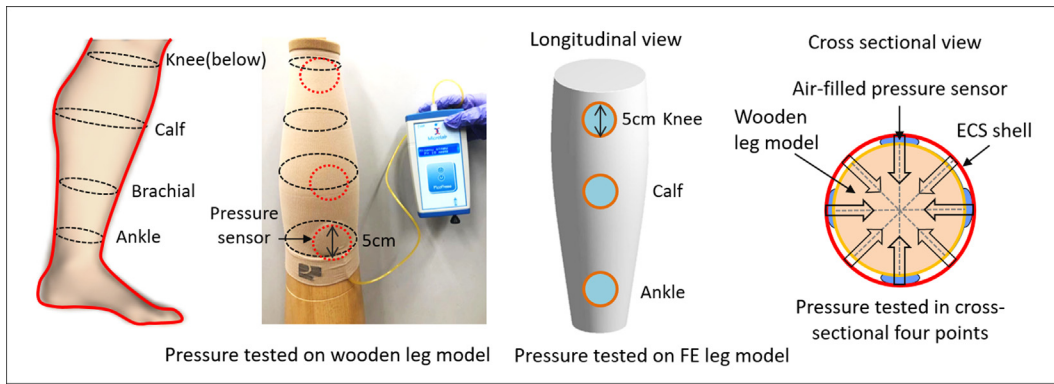 Knee(below)
Calf
Brachial
Ankle
Pressure
sensor
5cm
Pressure tested on wooden leg model
Longitudinal view
5cm Knee
Calf
Ankle
Pressure tested on FE leg model
Cross sectional view
Air-filled pressure sensor
Wooden
leg model
ECS shell
Pressure tested in cross-
sectional four points